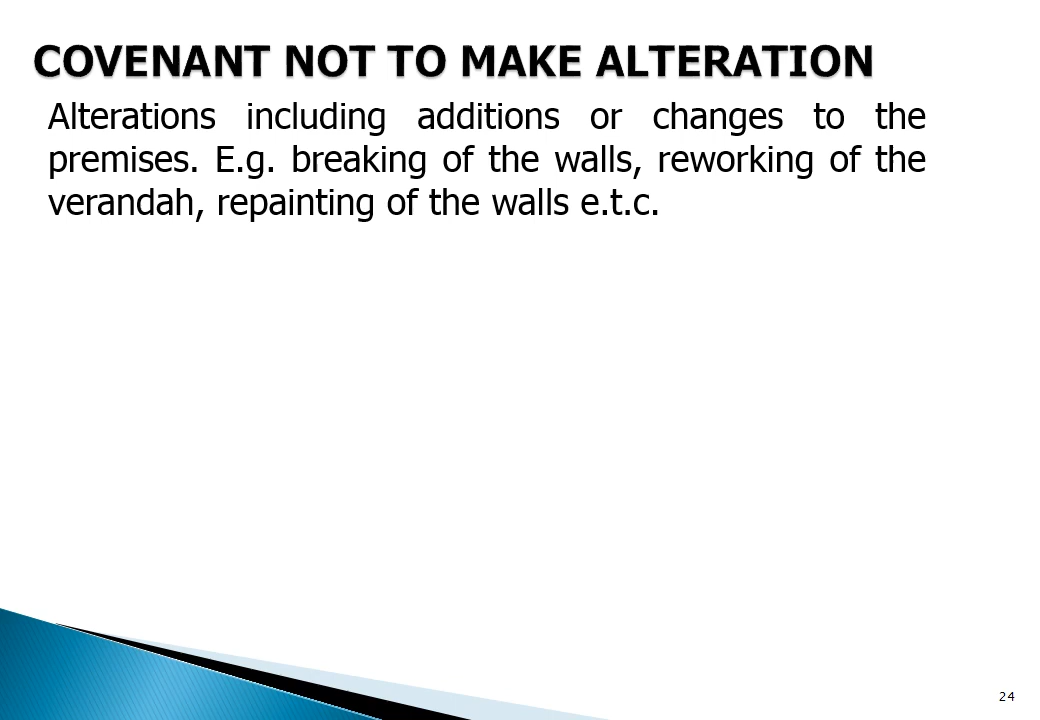 COVENANT NOT TO MAKE ALTERATION
Alterations including additions or changes to the
premises. E.g. breaking of the walls, reworking of the
verandah, repainting of the walls e.t.c.
24